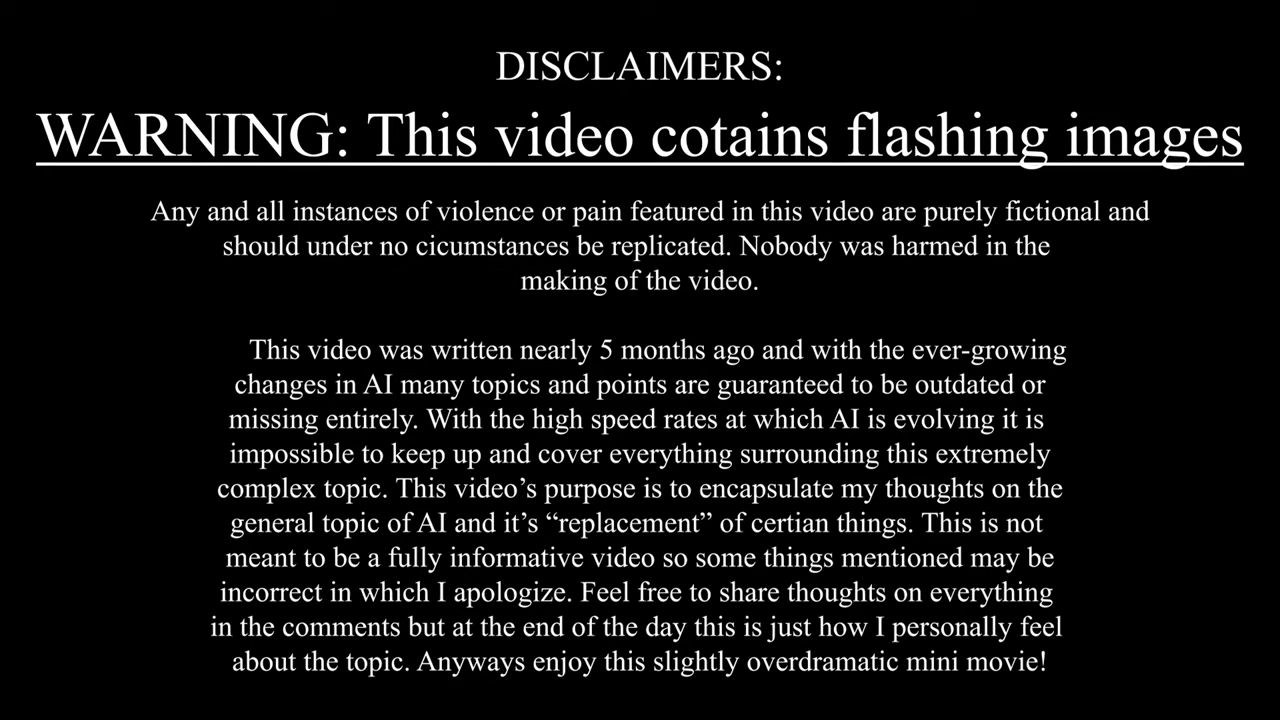 DISCLAIMERS:
WARNING: This video cotains flashing images
Any and all instances of violence or pain featured in this video are purely fictional and
should under no cicumstances be replicated. Nobody was harmed in the
making of the video.
This video was written nearly 5 months ago and with the ever-growing
changes in AI many topics and points are guaranteed to be outdated or
missing entirely. With the high speed rates at which AI is evolving it is
impossible to keep up and cover everything surrounding this extremely
complex topic. This video’s purpose is to encapsulate my thoughts on the
general topic of AI and it’s “replacement” of certian things. This is not
meant to be a fully informative video so some things mentioned may be
incorrect in which I apologize. Feel free to share thoughts on everything
in the comments but at the end of the day this is just how I personally feel
about the topic. Anyways enjoy this slightly overdramatic mini movie!